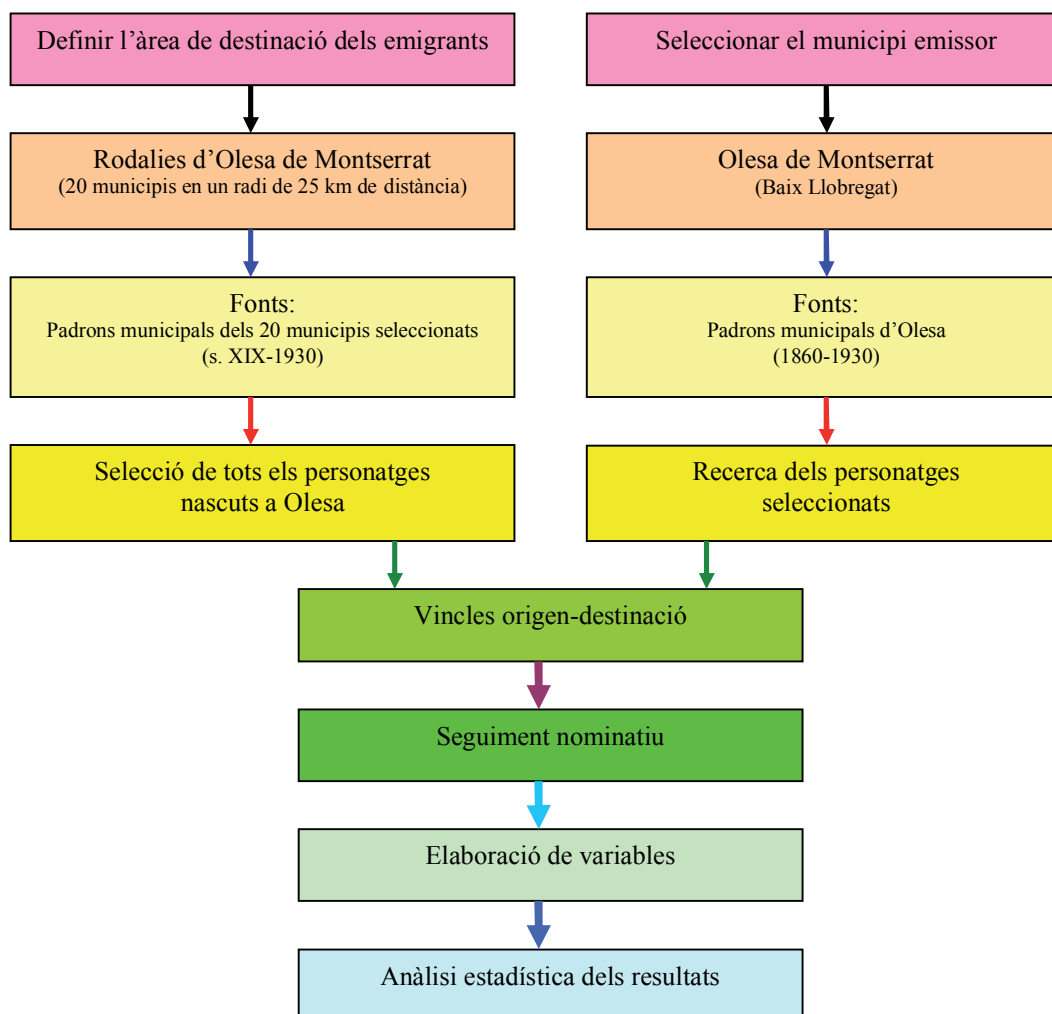 Definir l’àrea de destinació dels emigrants
Seleccionar el municipi emissor
Rodalies d’Olesa de Montserrat
(20 municipis en un radi de 25 km de distància)
Olesa de Montserrat
(Baix Llobregat)
Fonts:
Padrons municipals dels 20 municipis seleccionats
(s. XIX-1930)
Fonts:
Padrons municipals d’Olesa
(1860-1930)
Selecció de tots els personatges
nascuts a Olesa
Recerca dels personatges
seleccionats
Vincles origen-destinació
Seguiment nominatiu
Elaboració de variables
Anàlisi estadística dels resultats